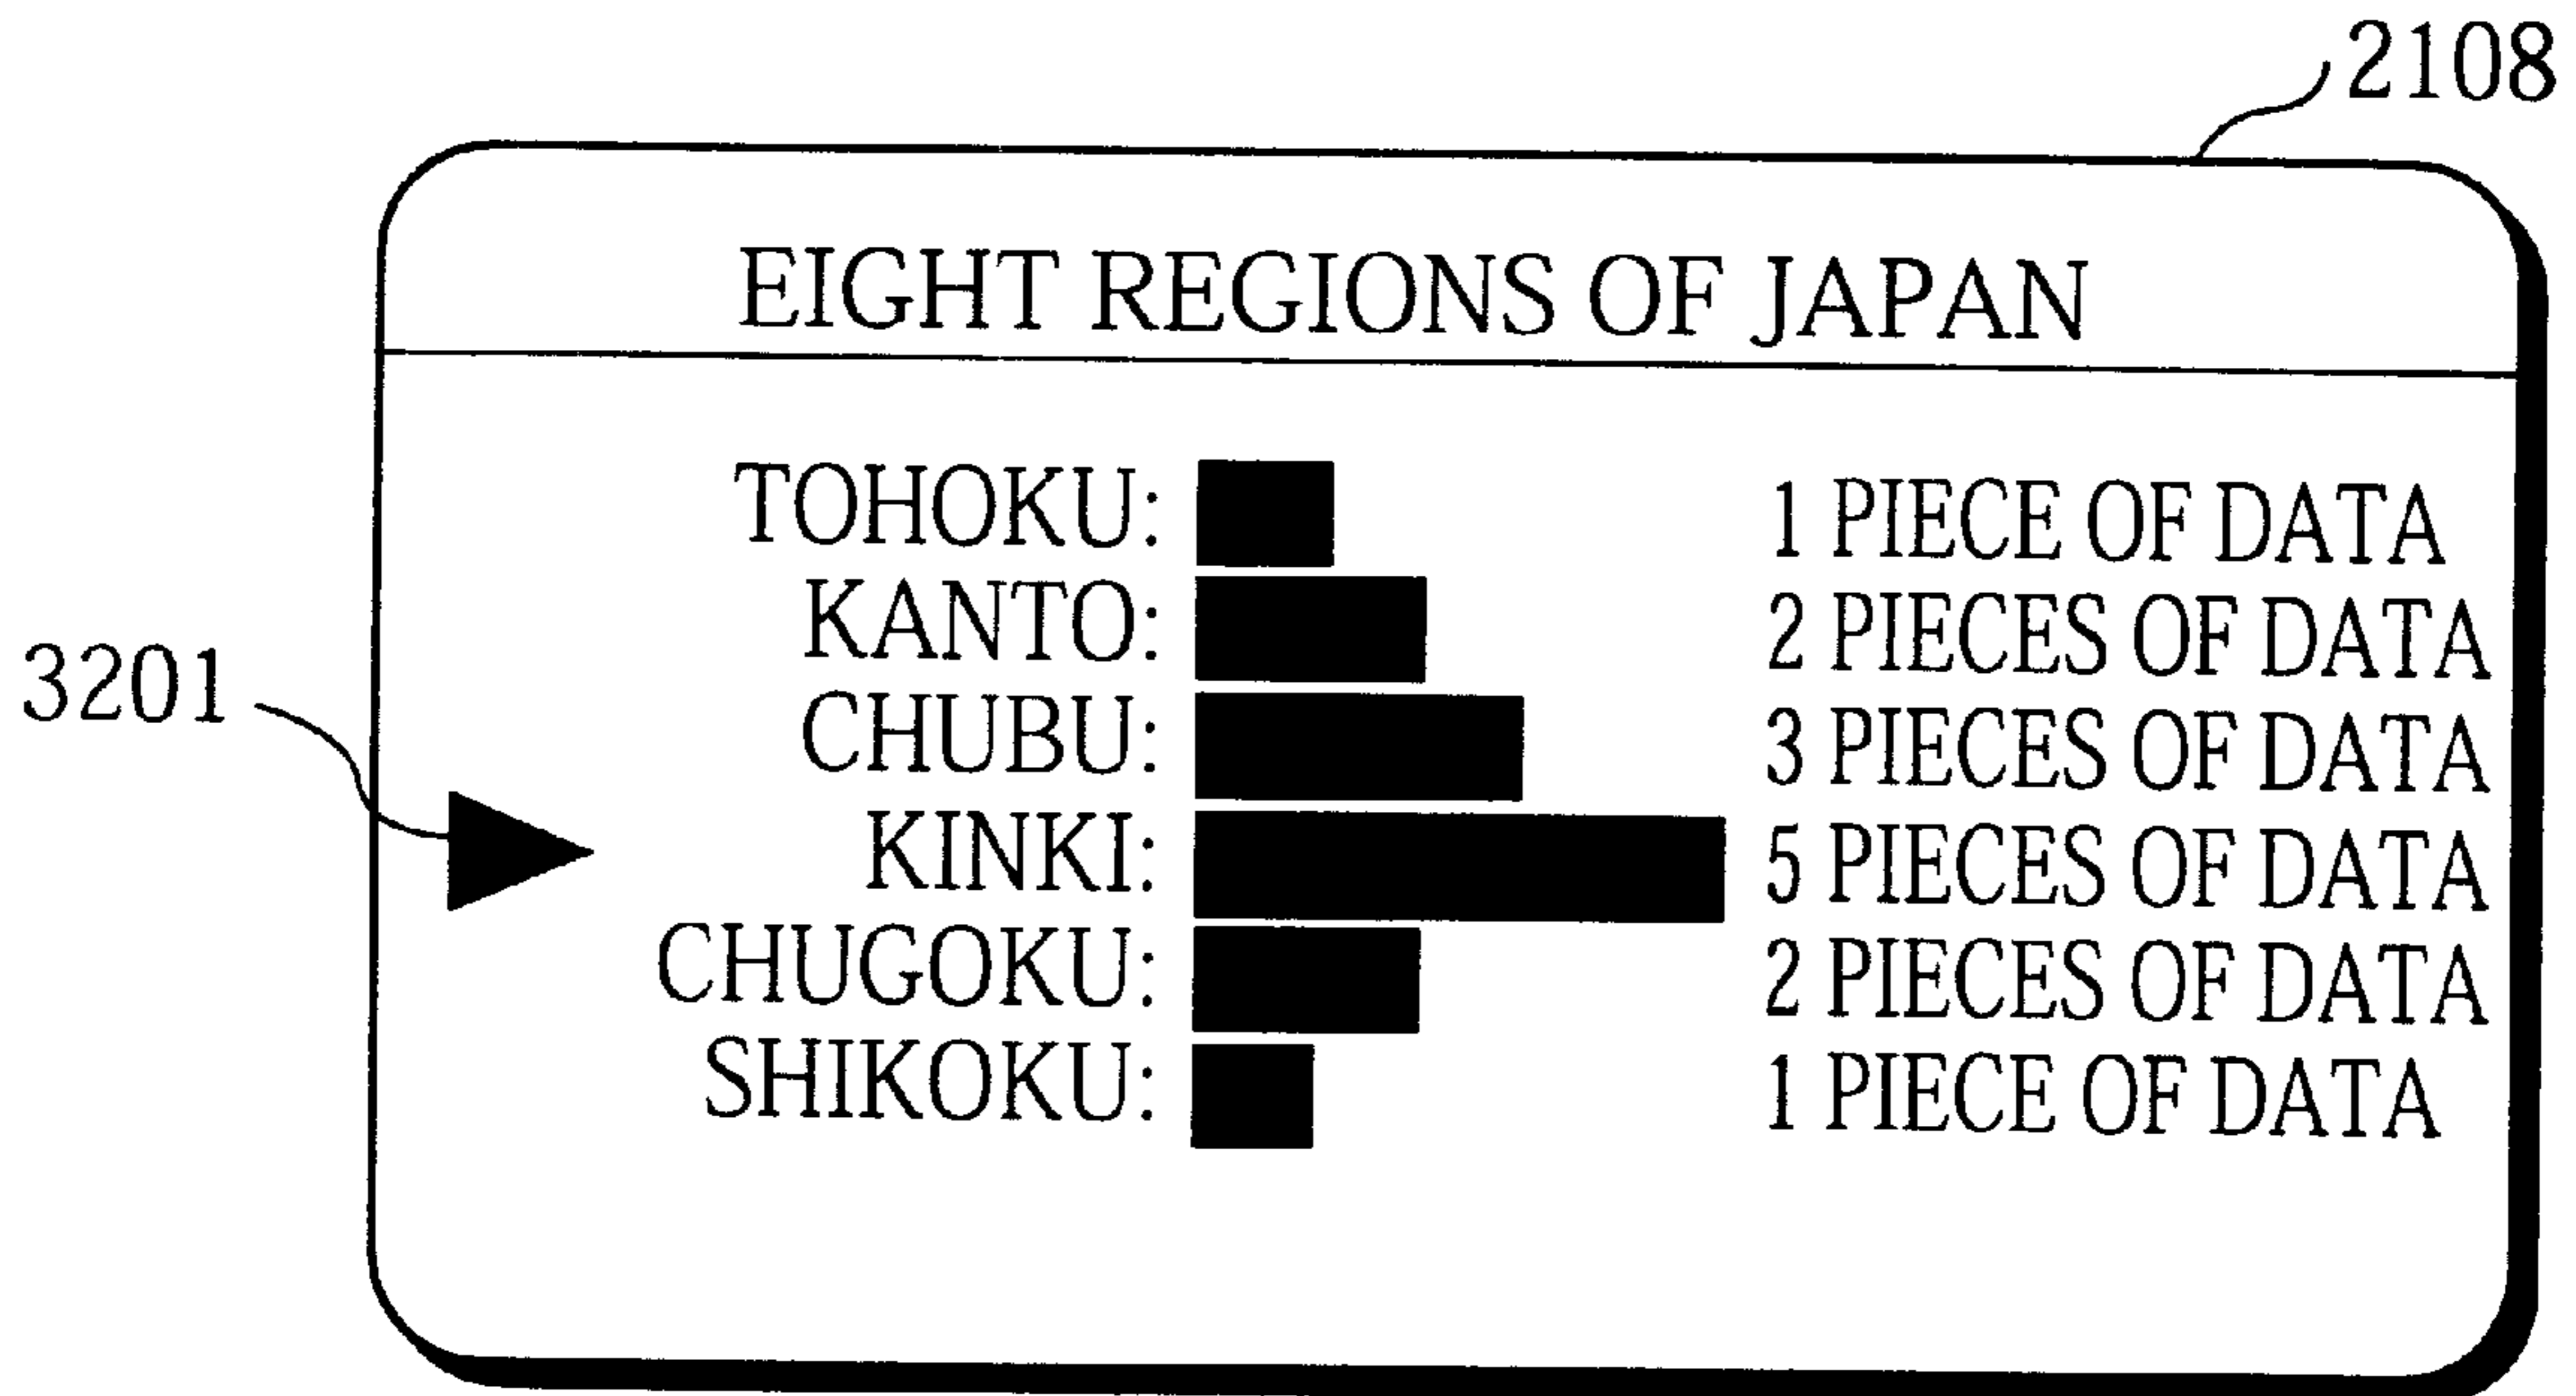 2108
EIGHT REGIONS OF JAPAN
TOHOKU: 1 PIECE OF DATA
KANTO: 2 PIECES OF DATA
CHUBU: 3 PIECES OF DATA
3201
KINKI: 5 PIECES OF DATA
CHUGOKU: 2 PIECES OF DATA
SHIKOKU: 1 PIECE OF DATA